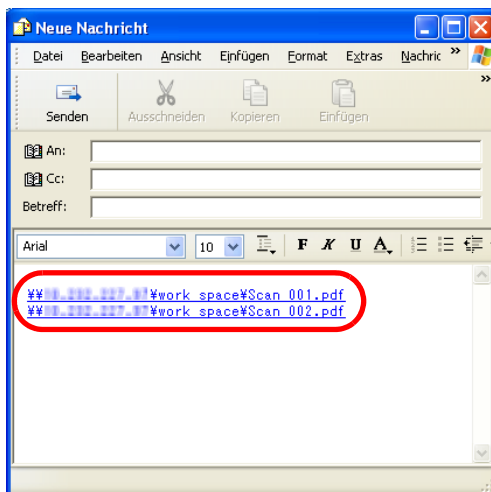 Neue Nachricht
Datei Bearbeiten Ansicht Einfügen Format Extras Nachric »
»
Senden Ausschneiden Kopieren Einfügen
An:
Cc:
Betreff:
Arial 10 F K U A
¥¥ ¥work space¥Scan 001.pdf
¥¥ ¥work space¥Scan 002.pdf